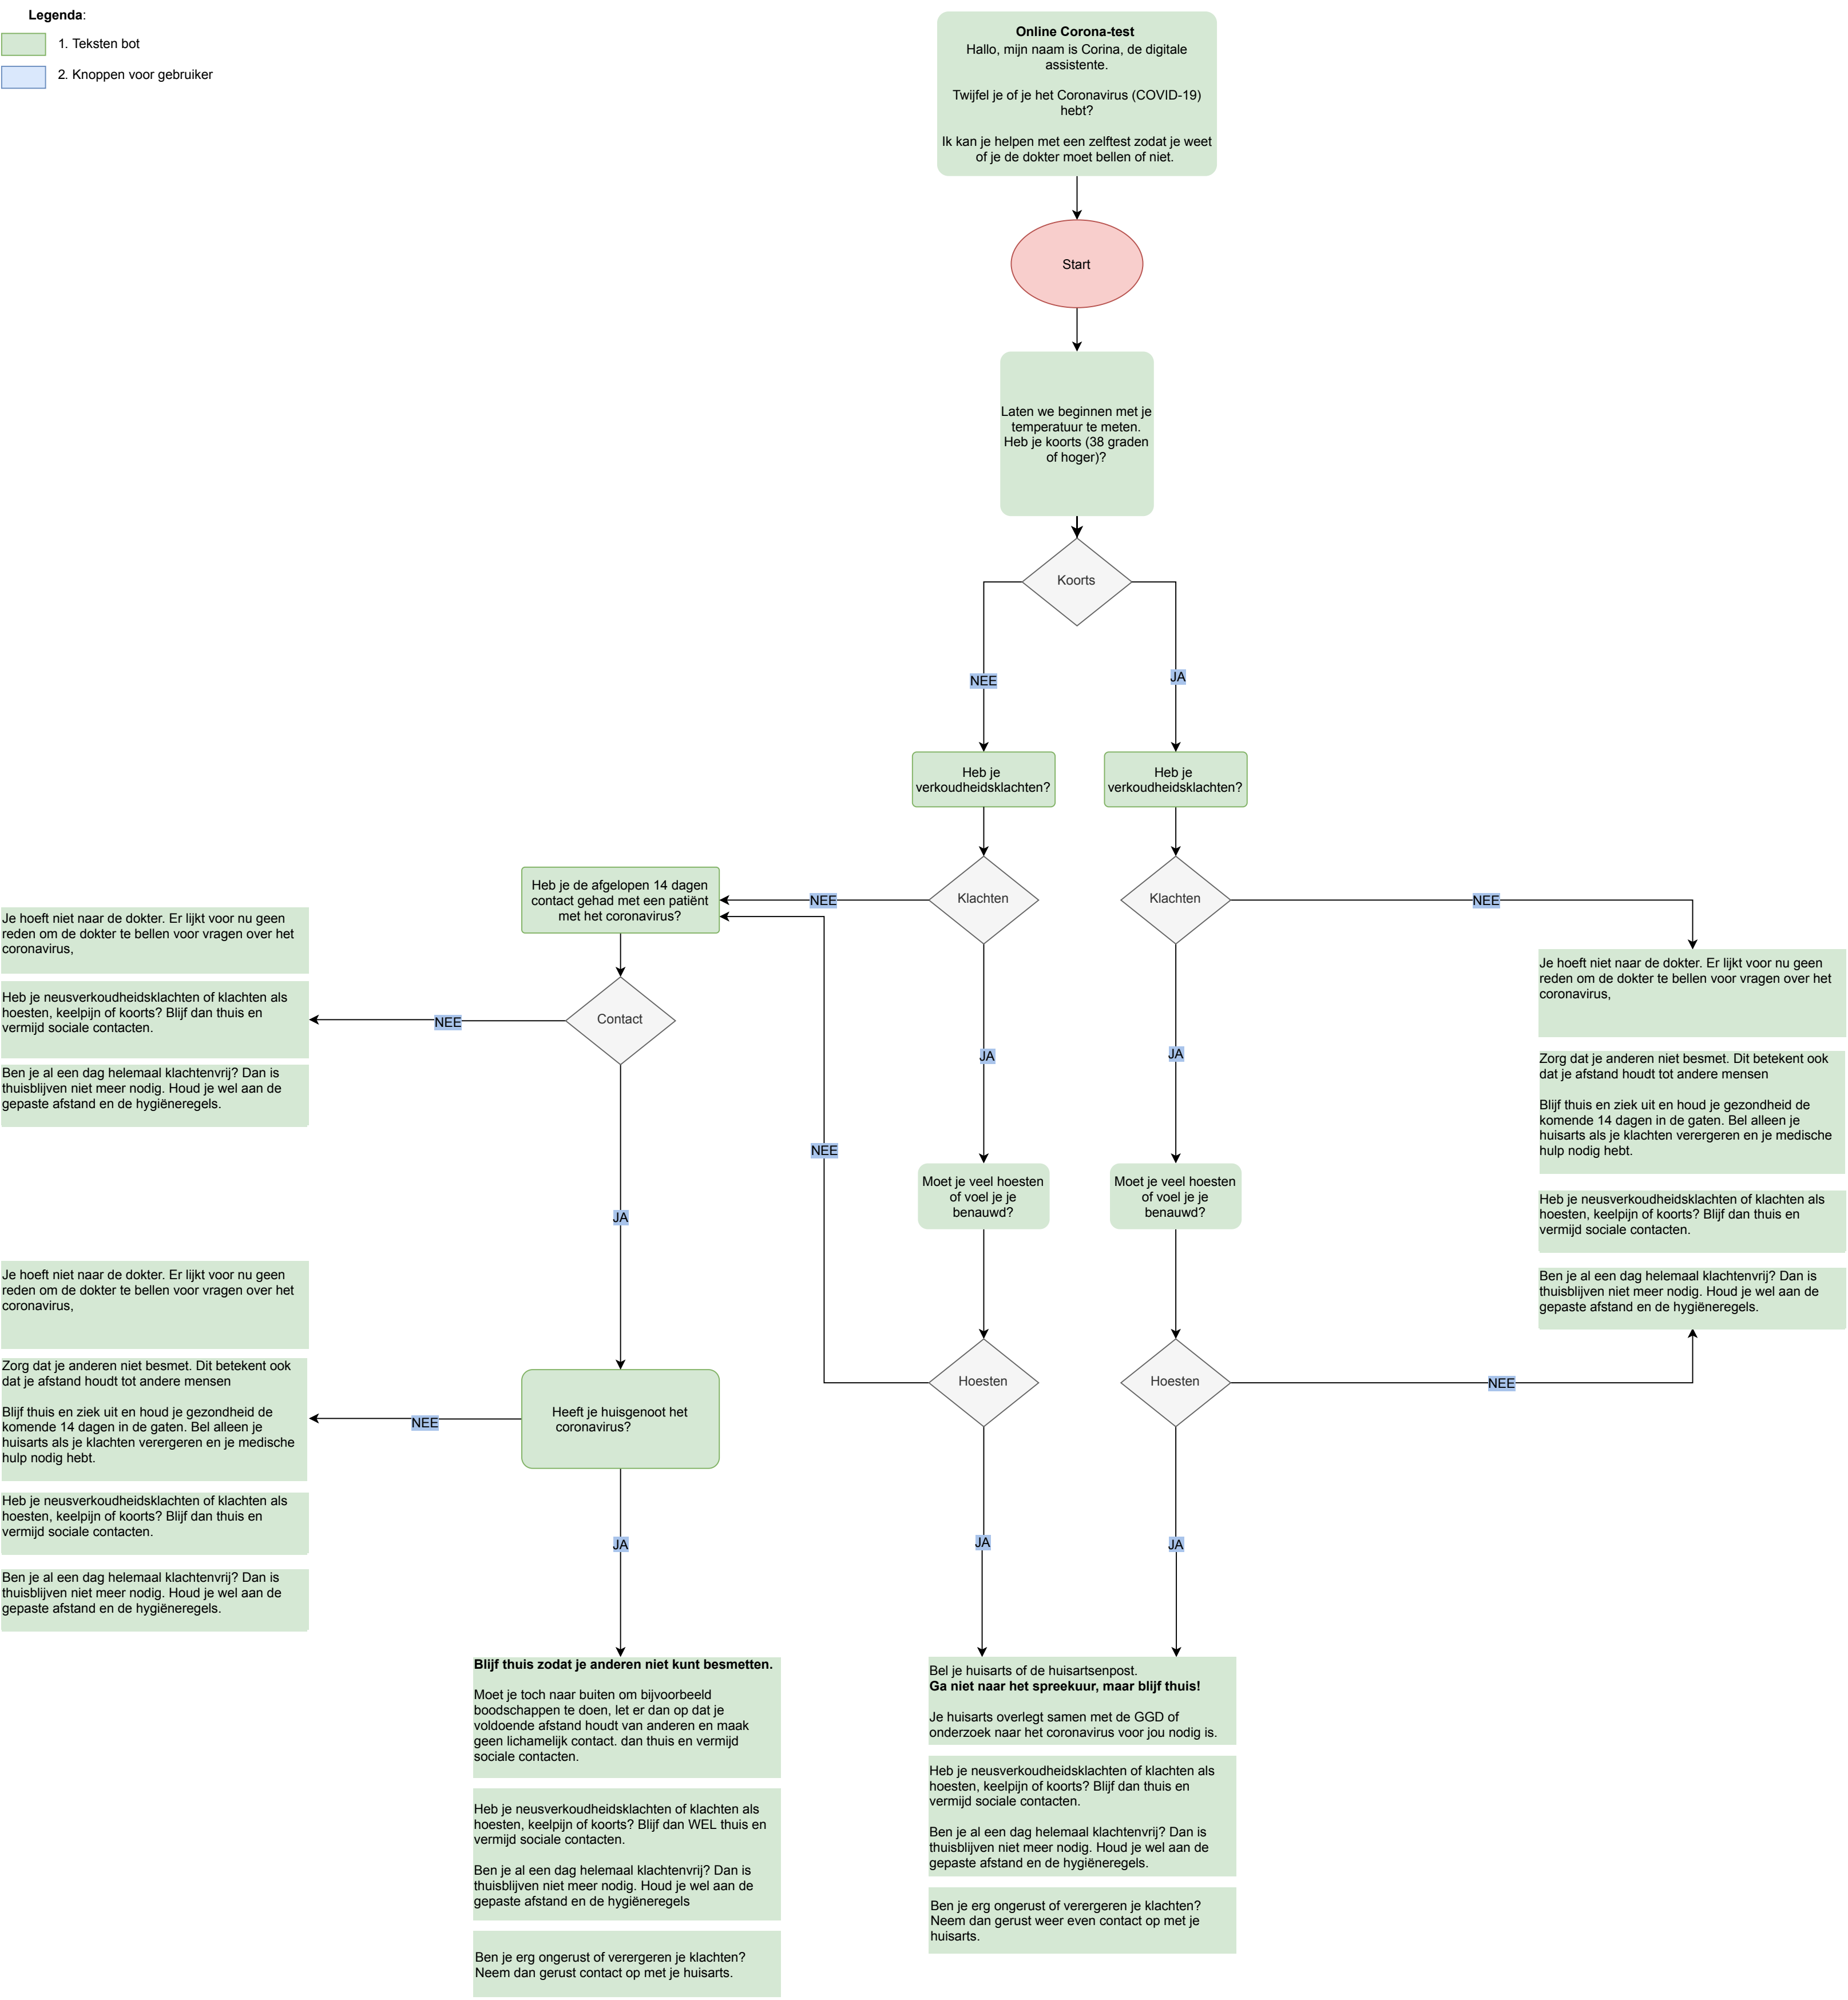 Legenda:
1. Teksten bot
2. Knoppen voor gebruiker
Online Corona-test
Hallo, mijn naam is Corina, de digitale
assistente.
Twijfel je of je het Coronavirus (COVID-19)
hebt?
Ik kan je helpen met een zelftest zodat je weet
of je de dokter moet bellen of niet.
Start
Laten we beginnen met je
temperatuur te meten.
Heb je koorts (38 graden
of hoger)?
Koorts
NEE
JA
Heb je
verkoudheidsklachten?
Heb je
verkoudheidsklachten?
Klachten
Klachten
NEE
NEE
Heb je de afgelopen 14 dagen
contact gehad met een patiënt
met het coronavirus?
Contact
NEE
Je hoeft niet naar de dokter. Er lijkt voor nu geen
reden om de dokter te bellen voor vragen over het
coronavirus,
Heb je neusverkoudheidsklachten of klachten als
hoesten, keelpijn of koorts? Blijf dan thuis en
vermijd sociale contacten.
Ben je al een dag helemaal klachtenvrij? Dan is
thuisblijven niet meer nodig. Houd je wel aan de
gepaste afstand en de hygiëneregels.
JA
JA
JA
NEE
Moet je veel hoesten
of voel je je
benauwd?
Moet je veel hoesten
of voel je je
benauwd?
Je hoeft niet naar de dokter. Er lijkt voor nu geen
reden om de dokter te bellen voor vragen over het
coronavirus,
Zorg dat je anderen niet besmet. Dit betekent ook
dat je afstand houdt tot andere mensen
Blijf thuis en ziek uit en houd je gezondheid de
komende 14 dagen in de gaten. Bel alleen je
huisarts als je klachten verergeren en je medische
hulp nodig hebt.
Heb je neusverkoudheidsklachten of klachten als
hoesten, keelpijn of koorts? Blijf dan thuis en
vermijd sociale contacten.
Ben je al een dag helemaal klachtenvrij? Dan is
thuisblijven niet meer nodig. Houd je wel aan de
gepaste afstand en de hygiëneregels.
Hoesten
Hoesten
NEE
Heeft je huisgenoot het
coronavirus?
NEE
Je hoeft niet naar de dokter. Er lijkt voor nu geen
reden om de dokter te bellen voor vragen over het
coronavirus,
Zorg dat je anderen niet besmet. Dit betekent ook
dat je afstand houdt tot andere mensen
Blijf thuis en ziek uit en houd je gezondheid de
komende 14 dagen in de gaten. Bel alleen je
huisarts als je klachten verergeren en je medische
hulp nodig hebt.
Heb je neusverkoudheidsklachten of klachten als
hoesten, keelpijn of koorts? Blijf dan thuis en
vermijd sociale contacten.
Ben je al een dag helemaal klachtenvrij? Dan is
thuisblijven niet meer nodig. Houd je wel aan de
gepaste afstand en de hygiëneregels.
JA
JA
JA
Blijf thuis zodat je anderen niet kunt besmetten.
Moet je toch naar buiten om bijvoorbeeld
boodschappen te doen, let er dan op dat je
voldoende afstand houdt van anderen en maak
geen lichamelijk contact. dan thuis en vermijd
sociale contacten.
Heb je neusverkoudheidsklachten of klachten als
hoesten, keelpijn of koorts? Blijf dan WEL thuis en
vermijd sociale contacten.
Ben je al een dag helemaal klachtenvrij? Dan is
thuisblijven niet meer nodig. Houd je wel aan de
gepaste afstand en de hygiëneregels
Ben je erg ongerust of verergeren je klachten?
Neem dan gerust contact op met je huisarts.
Bel je huisarts of de huisartsenpost.
Ga niet naar het spreekuur, maar blijf thuis!
Je huisarts overlegt samen met de GGD of
onderzoek naar het coronavirus voor jou nodig is.
Heb je neusverkoudheidsklachten of klachten als
hoesten, keelpijn of koorts? Blijf dan thuis en
vermijd sociale contacten.
Ben je al een dag helemaal klachtenvrij? Dan is
thuisblijven niet meer nodig. Houd je wel aan de
gepaste afstand en de hygiëneregels.
Ben je erg ongerust of verergeren je klachten?
Neem dan gerust weer even contact op met je
huisarts.